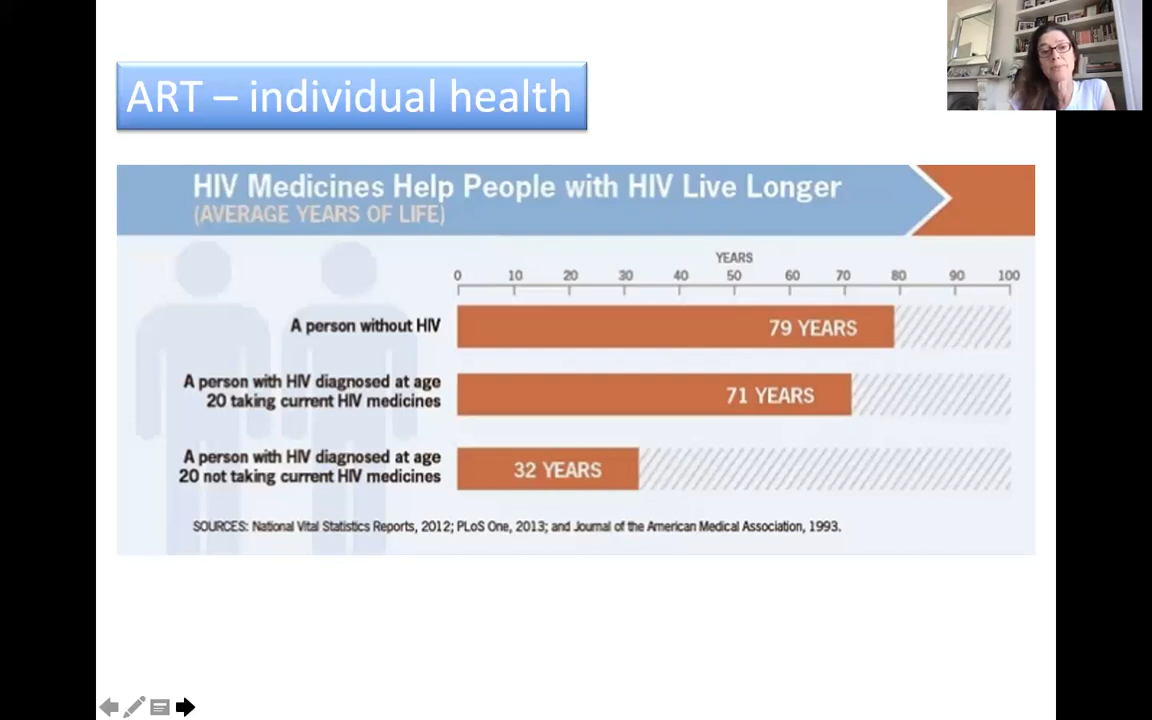 ART – individual health
HIV Medicines Help People with HIV Live Longer
(AVERAGE YEARS OF LIFE)
YEARS
0 10 20 30 40 50 60 70 80 90 100
A person without HIV
79 YEARS
A person with HIV diagnosed at age
20 taking current HIV medicines
71 YEARS
A person with HIV diagnosed at age
20 not taking current HIV medicines
32 YEARS
SOURCES: National Vital Statistics Reports, 2012; PLoS One, 2013; and Journal of the American Medical Association, 1993.